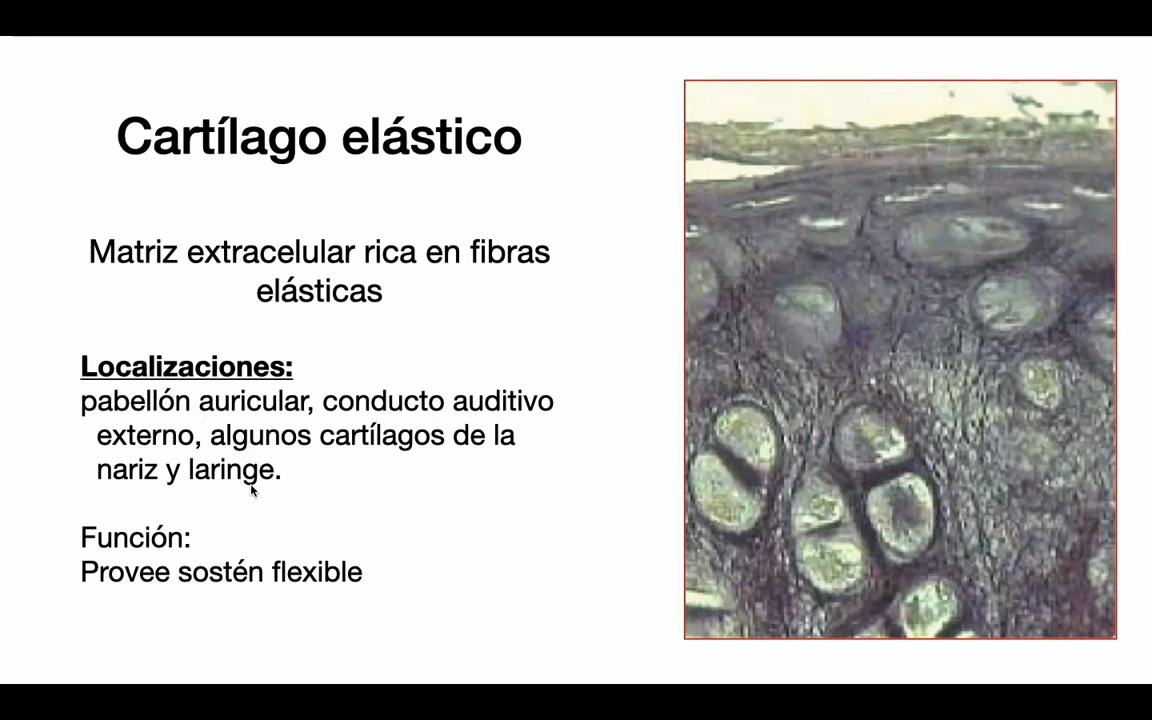 Cartílago elástico
Matriz extracelular rica en fibras
elásticas
Localizaciones:
pabellón auricular, conducto auditivo
externo, algunos cartílagos de la
nariz y laringe.
Función:
Provee sostén flexible